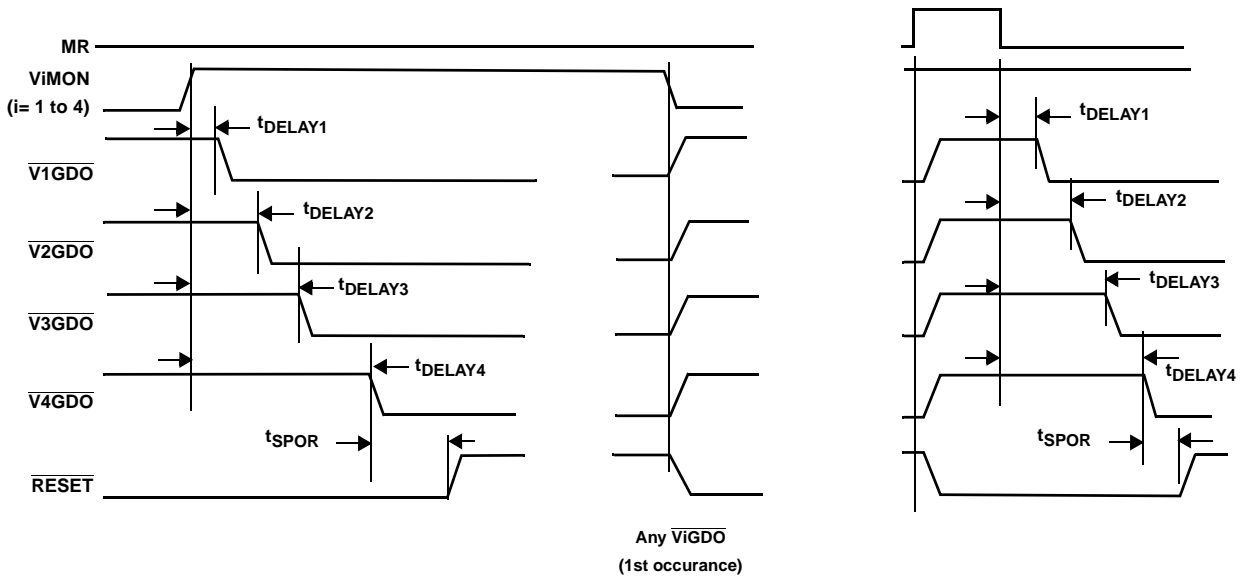 MR
ViMON
(i= 1 to 4)
tDELAY1
tDELAY1
V1GDO
tDELAY2
tDELAY2
V2GDO
tDELAY3
tDELAY3
V3GDO
tDELAY4
tDELAY4
V4GDO
tSPOR
tSPOR
RESET
Any ViGDO
(1st occurance)